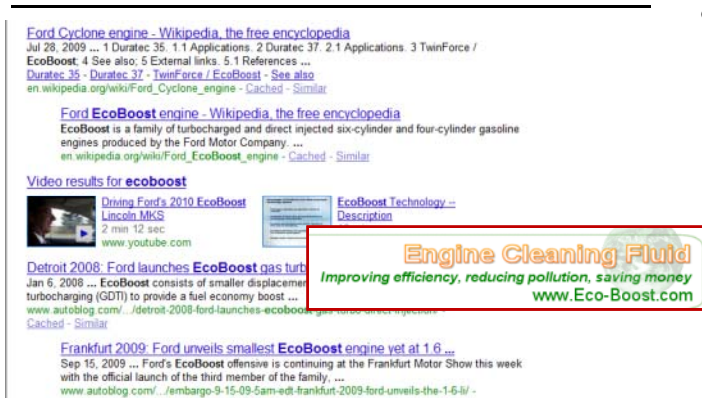 Ford Cyclone engine - Wikipedia, the free encyclopedia
Jul 28, 2009 ... 1 Duratec 35. 1.1 Applications. 2 Duratec 37. 2.1 Applications. 3 TwinForce /
EcoBoost; 4 See also; 5 External links. 5.1 References ...
Duratec 35 - Duratec 37 - TwinForce / EcoBoost - See also
en.wikipedia.org/wiki/Ford_Cyclone_engine - Cached - Similar
Ford EcoBoost engine - Wikipedia, the free encyclopedia
EcoBoost is a family of turbocharged and direct injected six-cylinder and four-cylinder gasoline
engines produced by the Ford Motor Company. ...
en.wikipedia.org/wiki/Ford_EcoBoost_engine - Cached - Similar
Video results for ecoboost
Driving Ford's 2010 EcoBoost
Lincoln MKS
2 min 12 sec
www.youtube.com
EcoBoost Technology --
Description
Engine Cleaning Fluid
Improving efficiency, reducing pollution, saving money
www.Eco-Boost.com
Detroit 2008: Ford launches EcoBoost gas turb
Jan 6, 2008 ... EcoBoost consists of smaller displacemen
turbocharging (GDTI) to provide a fuel economy boost ...
www.autoblog.com/.../detroit-2008-ford-launches-ecoboost-gas-turbo-direct-injection/ -
Cached - Similar
Frankfurt 2009: Ford unveils smallest EcoBoost engine yet at 1.6 ...
Sep 15, 2009 ... Ford's EcoBoost offensive is continuing at the Frankfurt Motor Show this week
with the official launch of the third member of the family, ...
www.autoblog.com/.../embargo-9-15-09-5am-edt-frankfurt-2009-ford-unveils-the-1-6-li/ -